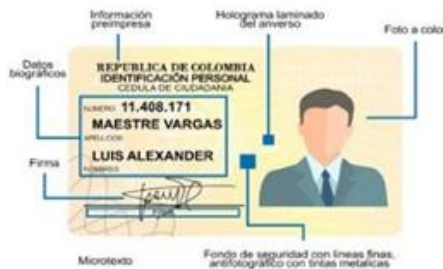 Información
preimpresa
Holograma laminado
del anverso
Foto a color
Datos
biográficos
REPUBLICA DE COLOMBIA
IDENTIFICACIÓN PERSONAL
CEDULA DE CIUDADANIA
NUMERO 11.408.171
MAESTRE VARGAS
APELLIDOS
LUIS ALEXANDER
NOMBRES
Firma
FIRMA
Microtexto
Fondo de seguridad con líneas finas,
antifotográfico con tintas metalicas